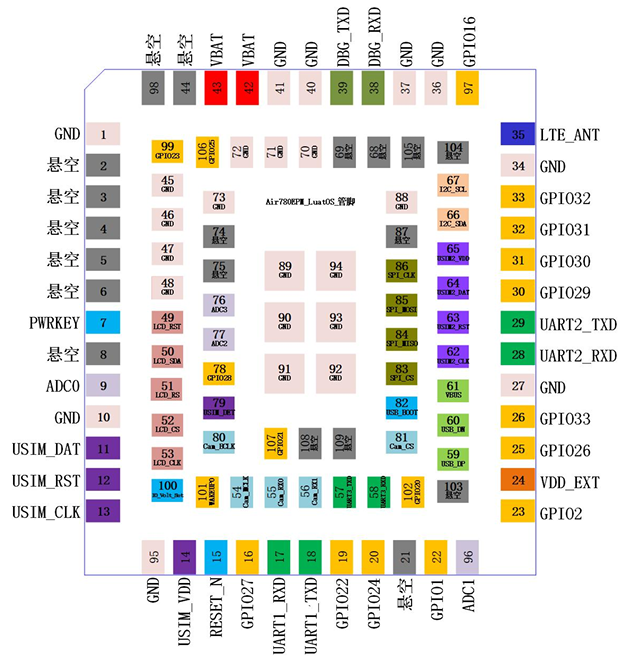 悬空
悬空
VBAT
VBAT
GND
GND
DBG_TXD
DBG_RXD
GND
GND
GPIO16
98
44
43
42
41
40
39
38
37
36
97
GND 1
悬空 2
悬空 3
悬空 4
悬空 5
悬空 6
PWRKEY 7
悬空 8
ADC0 9
GND 10
USIM_DAT 11
USIM_RST 12
USIM_CLK 13
99 GPIO23
45 GND
46 GND
47 GND
48 GND
49 LCD_RST
50 LCD_SDA
51 LCD_RS
52 LCD_CS
53 LCD_CLK
100
106 GPIO25
72 GND
71 GND
70 GND
69 悬空
68 悬空
105 悬空
104 悬空
Air780EPM_LuatOS_管脚
73 GND
74 悬空
75 悬空
76 ADC3
77 ADC2
78 GPIO28
79 USIM_DET
80 Cam_BCLK
89 GND
94 GND
90 GND
93 GND
91 GND
92 GND
88 GND
87 悬空
86 SPI_CLK
85 SPI_MOSI
84 SPI_MISO
83 SPI_CS
82 USB_BOOT
81 Cam_CS
67 I2C_SCL
66 I2C_SDA
65 USIM2_VDD
64 USIM2_DAT
63 USIM2_RST
62 USIM2_CLK
61 VBUS
60 USB_DM
59 USB_DP
103 悬空
107 GPIO21
108 悬空
109 悬空
101 WAKEUP0
54 Cam_MCLK
55 Cam_RX0
56 Cam_RX1
57 UART3_TXD
58 UART3_RXD
102 GPIO20
35 LTE_ANT
34 GND
33 GPIO32
32 GPIO31
31 GPIO30
30 GPIO29
29 UART2_TXD
28 UART2_RXD
27 GND
26 GPIO33
25 GPIO26
24 VDD_EXT
23 GPIO2
95
14
15
16
17
18
19
20
21
22
96
GND
USIM_VDD
RESET_N
GPIO27
UART1_RXD
UART1_TXD
GPIO22
GPIO24
悬空
GPIO1
ADC1